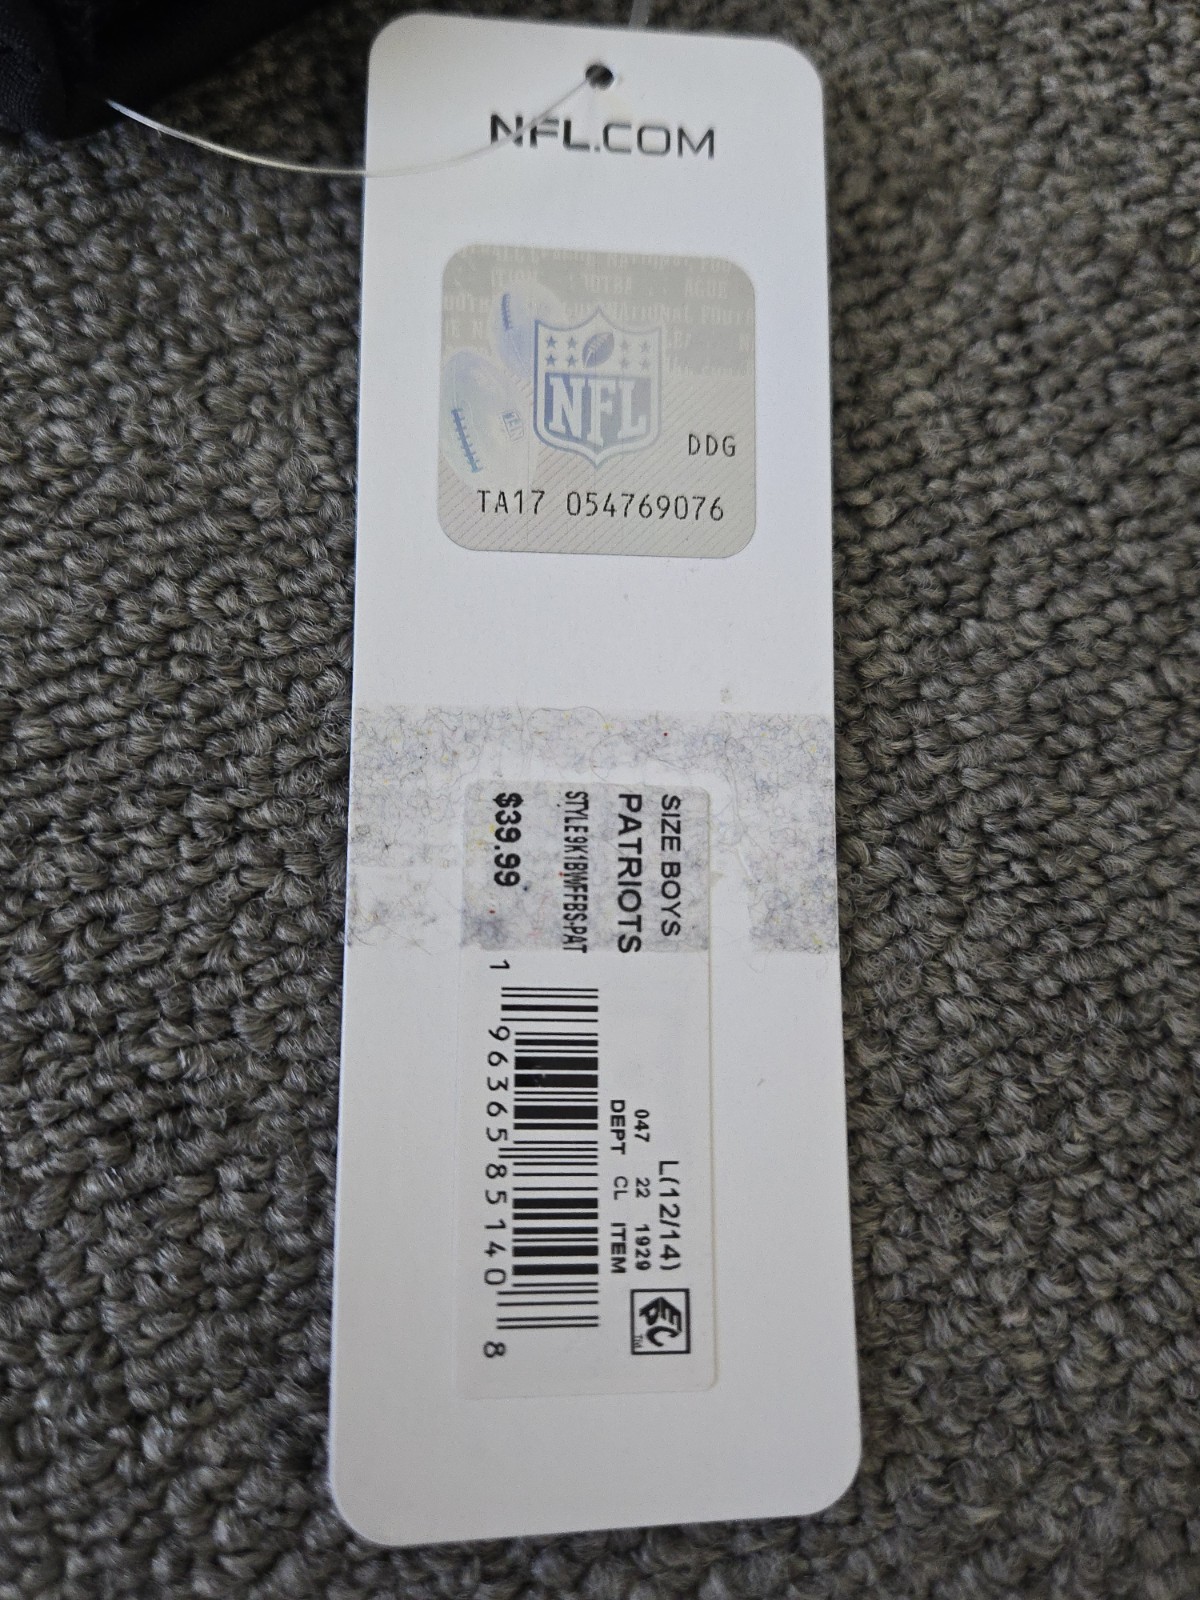 NFL.COM
NFL
DDG
TA17 054769076
SIZE BOYS L(12/14)
PATRIOTS
047 22 1929
DEPT CL ITEM
STYLE9K1BWFFBS-PAT
$39.99
1 96365 85140 8